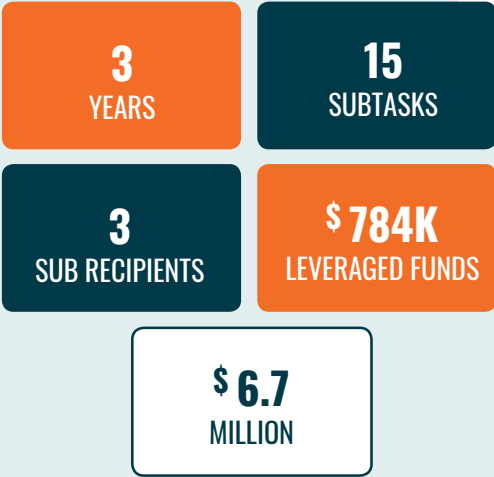 3
YEARS
15
SUBTASKS
3
SUB RECIPIENTS
$ 784K
LEVERAGED FUNDS
$ 6.7
MILLION